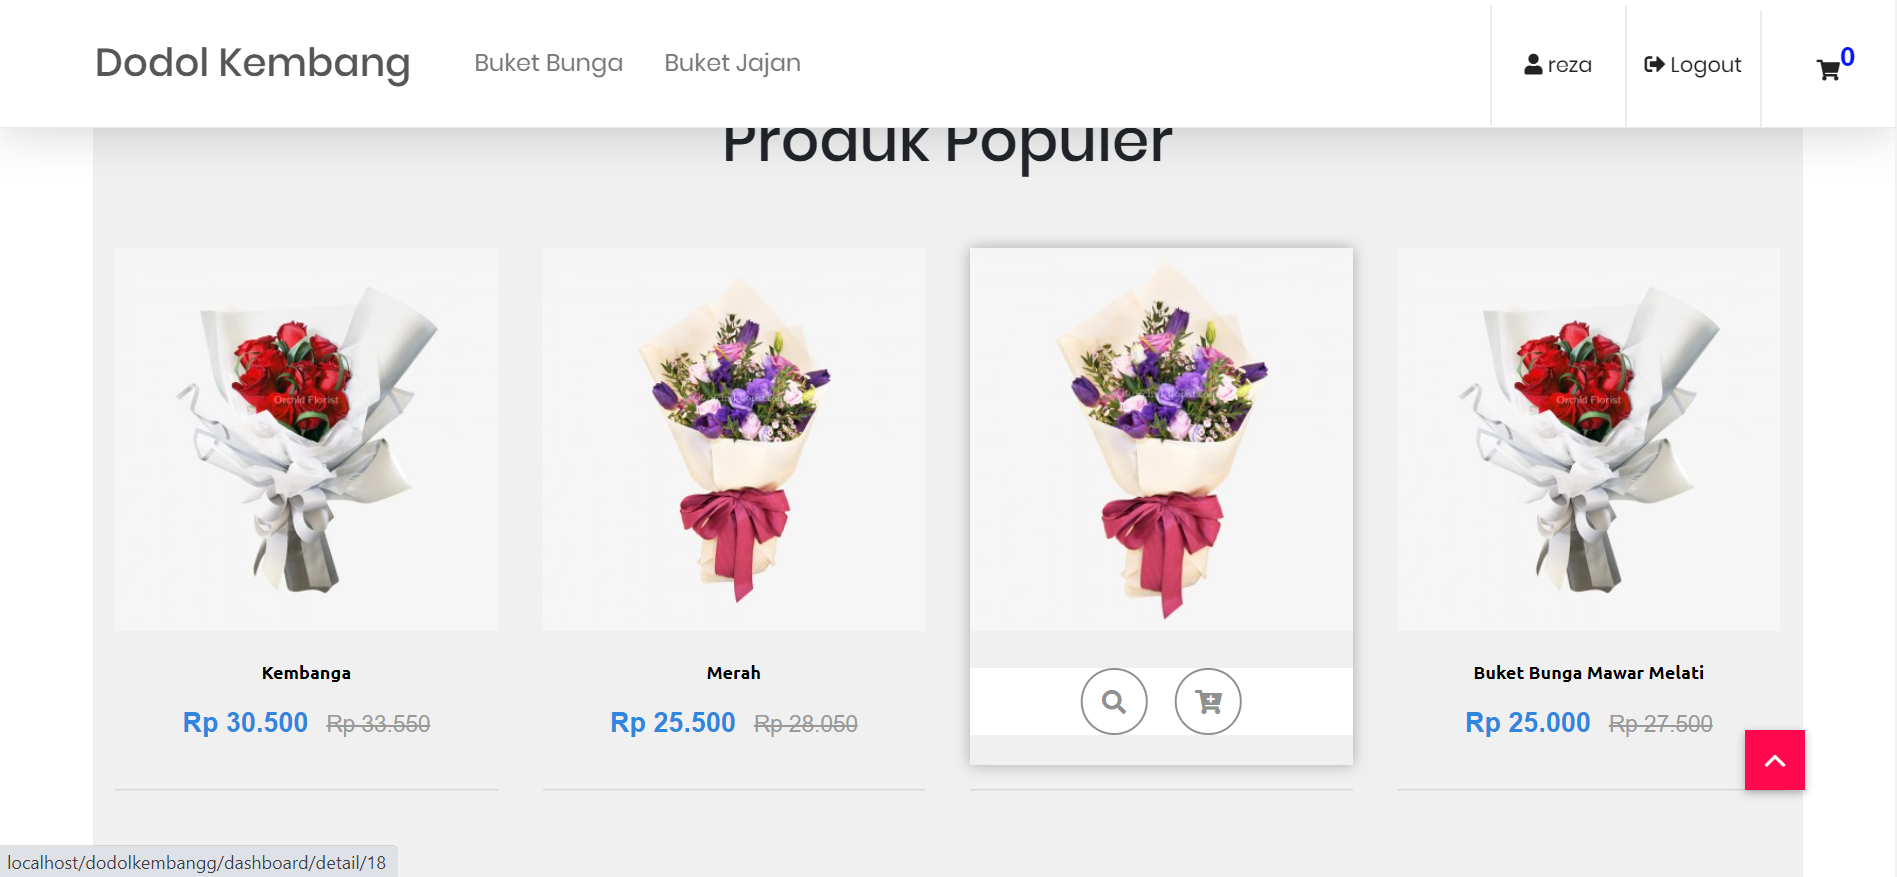 Dodol Kembang
Buket Bunga
Buket Jajan
reza
Logout
0
Produk Populer
Orchid Florist
Orchid Florist
Kembanga
Merah
Buket Bunga Mawar Melati
Rp 30.500 Rp 33.550
Rp 25.500 Rp 28.050
Rp 25.000 Rp 27.500
localhost/dodolkembangg/dashboard/detail/18